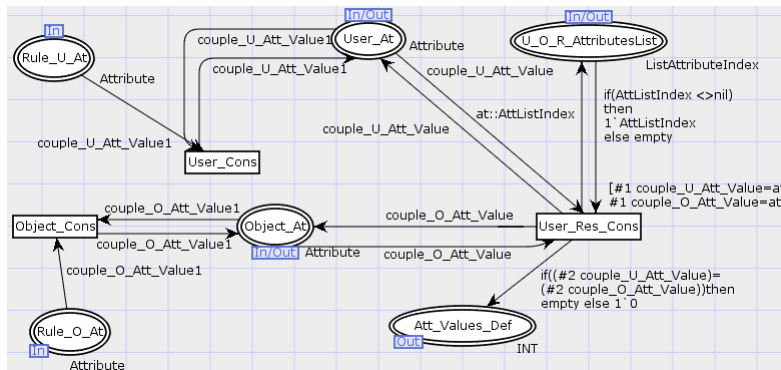 In
In/Out
In/Out
Rule_U_At
couple_U_Att_Value1
User_At
Attribute
U_O_R_AttributesList
ListAttributeIndex
Attribute
couple_U_Att_Value1
couple_U_Att_Value
if(AttListIndex <>nil)
then
1`AttListIndex
else empty
at::AttListIndex
couple_U_Att_Value
couple_U_Att_Value1
User_Cons
[#1 couple_U_Att_Value=at
#1 couple_O_Att_Value=at
Object_Cons
couple_O_Att_Value1
Object_At
couple_O_Att_Value
User_Res_Cons
couple_O_Att_Value1
In/Out
Attribute
couple_O_Att_Value
couple_O_Att_Value1
if((#2 couple_U_Att_Value)=
(#2 couple_O_Att_Value))then
empty else 1`0
Rule_O_At
In
Attribute
Att_Values_Def
Out
INT